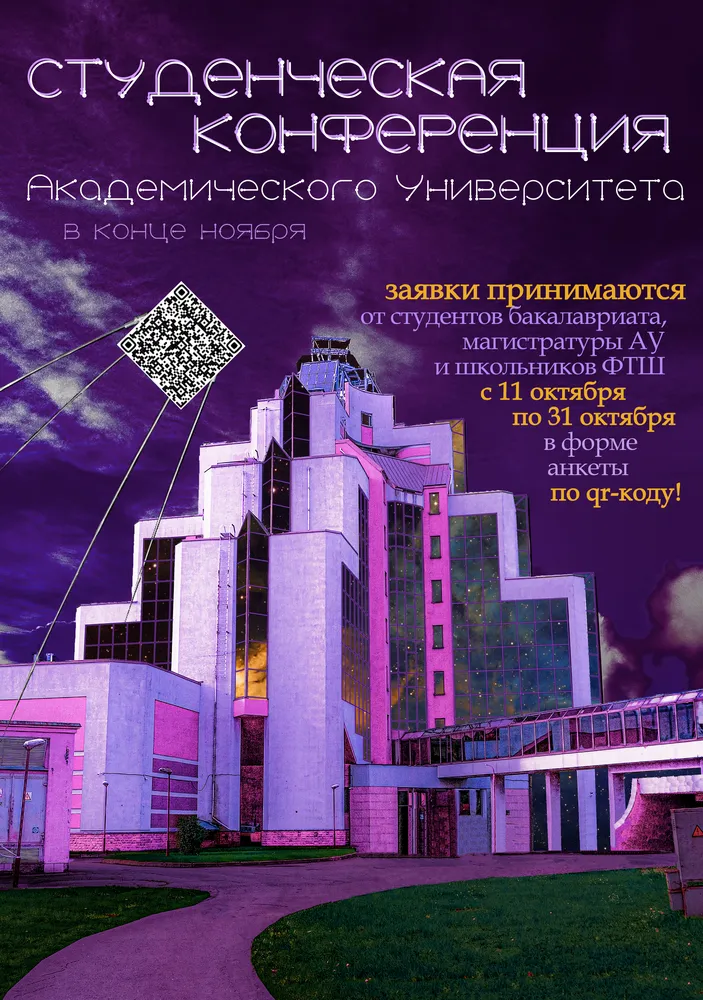 СТУДЕНЧЕСКАЯ
КОНФЕРЕНЦИЯ
Академического Университета
в конце ноября
заявки принимаются
от студентов бакалавриата,
магистратуры АУ
и школьников ФТШ
с 11 октября
по 31 октября
в форме
анкеты
по qr-коду!